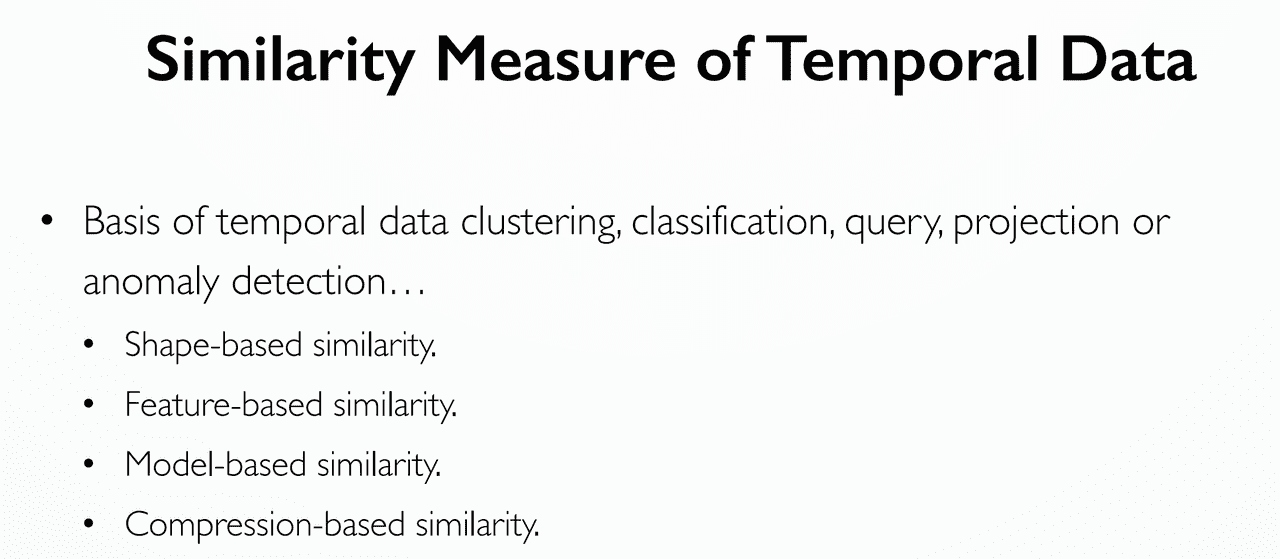 Similarity Measure of Temporal Data
• Basis of temporal data clustering, classification, query, projection or
anomaly detection…
• Shape-based similarity.
• Feature-based similarity.
• Model-based similarity.
• Compression-based similarity.